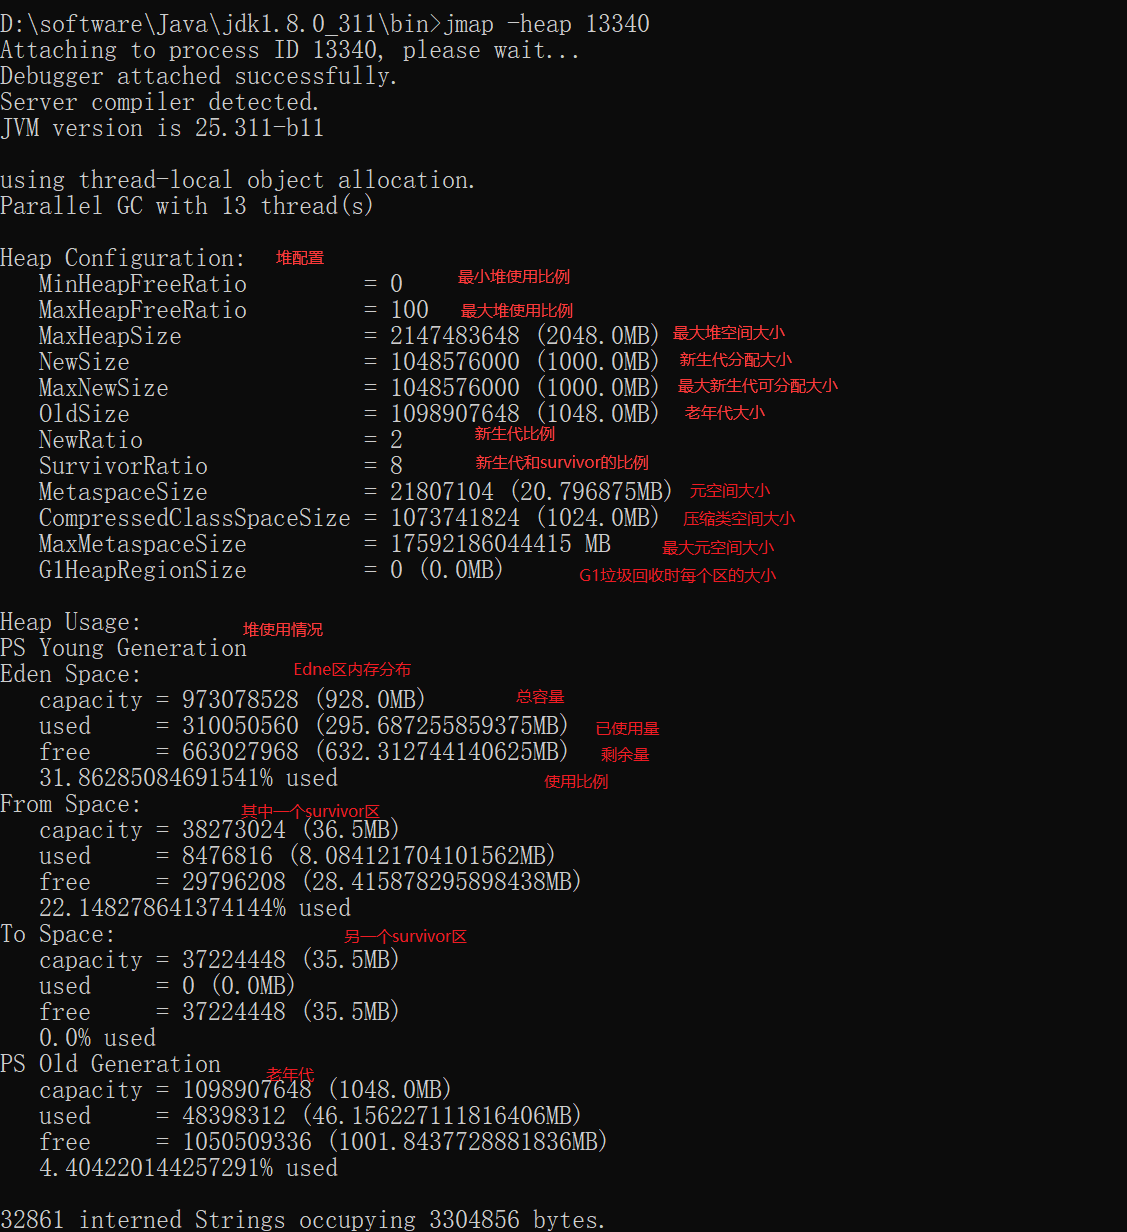 D:\software\Java\jdk1.8.0_311\bin>jmap -heap 13340
Attaching to process ID 13340, please wait...
Debugger attached successfully.
Server compiler detected.
JVM version is 25.311-b11
using thread-local object allocation.
Parallel GC with 13 thread(s)
Heap Configuration: 堆配置
MinHeapFreeRatio = 0 最小堆使用比例
MaxHeapFreeRatio = 100 最大堆使用比例
MaxHeapSize = 2147483648 (2048.0MB) 最大堆空间大小
NewSize = 1048576000 (1000.0MB) 新生代分配大小
MaxNewSize = 1048576000 (1000.0MB) 最大新生代可分配大小
OldSize = 1098907648 (1048.0MB) 老年代大小
NewRatio = 2 新生代比例
SurvivorRatio = 8 新生代和survivor的比例
MetaspaceSize = 21807104 (20.796875MB) 元空间大小
CompressedClassSpaceSize = 1073741824 (1024.0MB) 压缩类空间大小
MaxMetaspaceSize = 17592186044415 MB 最大元空间大小
G1HeapRegionSize = 0 (0.0MB) G1垃圾回收时每个区的大小
Heap Usage: 堆使用情况
PS Young Generation
Eden Space: Edne区内存分布
capacity = 973078528 (928.0MB) 总容量
used = 310050560 (295.687255859375MB) 已使用量
free = 663027968 (632.312744140625MB) 剩余量
31.86285084691541% used 使用比例
From Space: 其中一个survivor区
capacity = 38273024 (36.5MB)
used = 8476816 (8.084121704101562MB)
free = 29796208 (28.415878295898438MB)
22.148278641374144% used
To Space: 另一个survivor区
capacity = 37224448 (35.5MB)
used = 0 (0.0MB)
free = 37224448 (35.5MB)
0.0% used
PS Old Generation 老年代
capacity = 1098907648 (1048.0MB)
used = 48398312 (46.156227111816406MB)
free = 1050509336 (1001.8437728881836MB)
4.404220144257291% used
32861 interned Strings occupying 3304856 bytes.